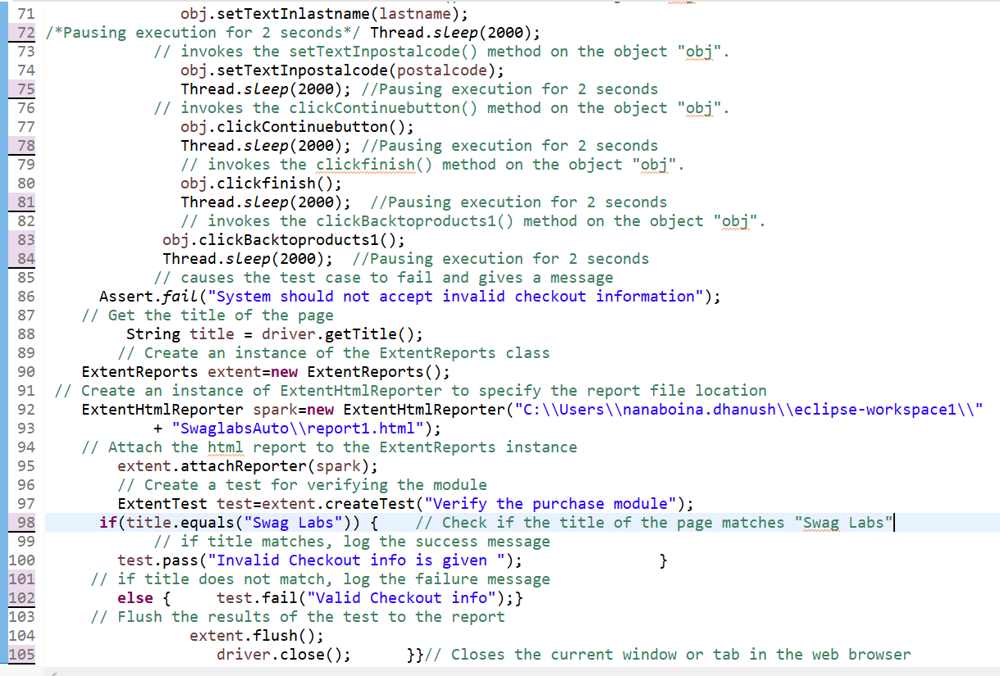 71 obj.setTextInlastname(lastname);
72 /*Pausing execution for 2 seconds*/ Thread.sleep(2000);
73 // invokes the setTextInpostalcode() method on the object "obj".
74 obj.setTextInpostalcode(postalcode);
75 Thread.sleep(2000); //Pausing execution for 2 seconds
76 // invokes the clickContinuebutton() method on the object "obj".
77 obj.clickContinuebutton();
78 Thread.sleep(2000); //Pausing execution for 2 seconds
79 // invokes the clickfinish() method on the object "obj".
80 obj.clickfinish();
81 Thread.sleep(2000);  //Pausing execution for 2 seconds
82 // invokes the clickBacktoproducts1() method on the object "obj".
83 obj.clickBacktoproducts1();
84 Thread.sleep(2000);  //Pausing execution for 2 seconds
85 // causes the test case to fail and gives a message
86 Assert.fail("System should not accept invalid checkout information");
87 // Get the title of the page
88 String title = driver.getTitle();
89 // Create an instance of the ExtentReports class
90 ExtentReports extent=new ExtentReports();
91 // Create an instance of ExtentHtmlReporter to specify the report file location
92 ExtentHtmlReporter spark=new ExtentHtmlReporter("C:\\Users\\nanaboina.dhanush\\eclipse-workspace1\\"
93 + "SwaglabsAuto\\report1.html");
94 // Attach the html report to the ExtentReports instance
95 extent.attachReporter(spark);
96 // Create a test for verifying the module
97 ExtentTest test=extent.createTest("Verify the purchase module");
98 if(title.equals("Swag Labs")) {    // Check if the title of the page matches "Swag Labs"
99 // if title matches, log the success message
100 test.pass("Invalid Checkout info is given ");               }
101 // if title does not match, log the failure message
102 else {     test.fail("Valid Checkout info");}
103 // Flush the results of the test to the report
104 extent.flush();
105 driver.close();      }}// Closes the current window or tab in the web browser